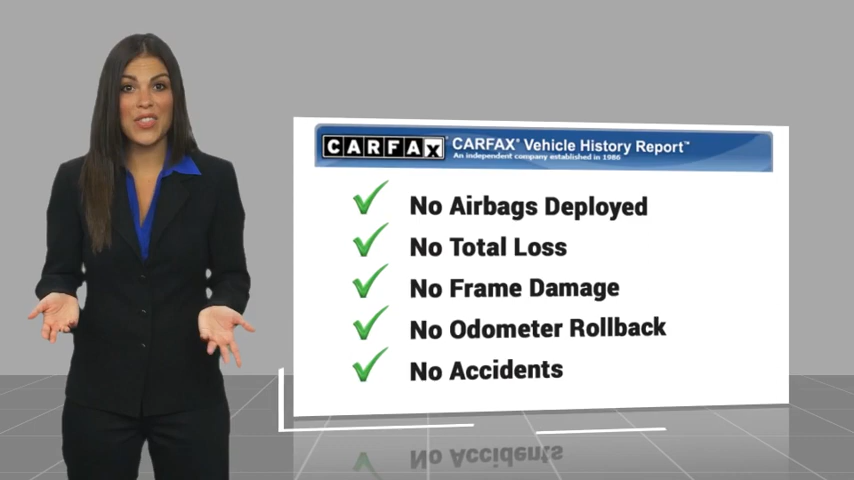 CARFAX CARFAX® Vehicle History Report™
An independent company established in 1986
No Airbags Deployed
No Total Loss
No Frame Damage
No Odometer Rollback
No Accidents
No Accidents